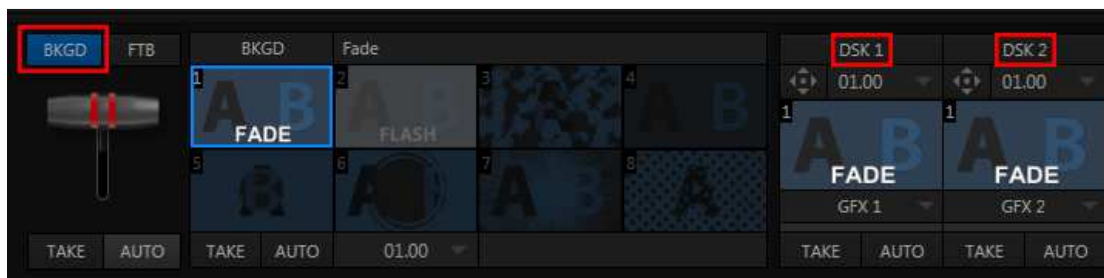 BKGD FTB BKGD Fade DSK 1 DSK 2
01.00 01.00
1 A B FADE 2 A B FLASH 3 4 A B 1 A B FADE 1 A B FADE
5 B 6 A B 7 A B 8 A GFX 1 GFX 2
TAKE AUTO TAKE AUTO 01.00 TAKE AUTO TAKE AUTO